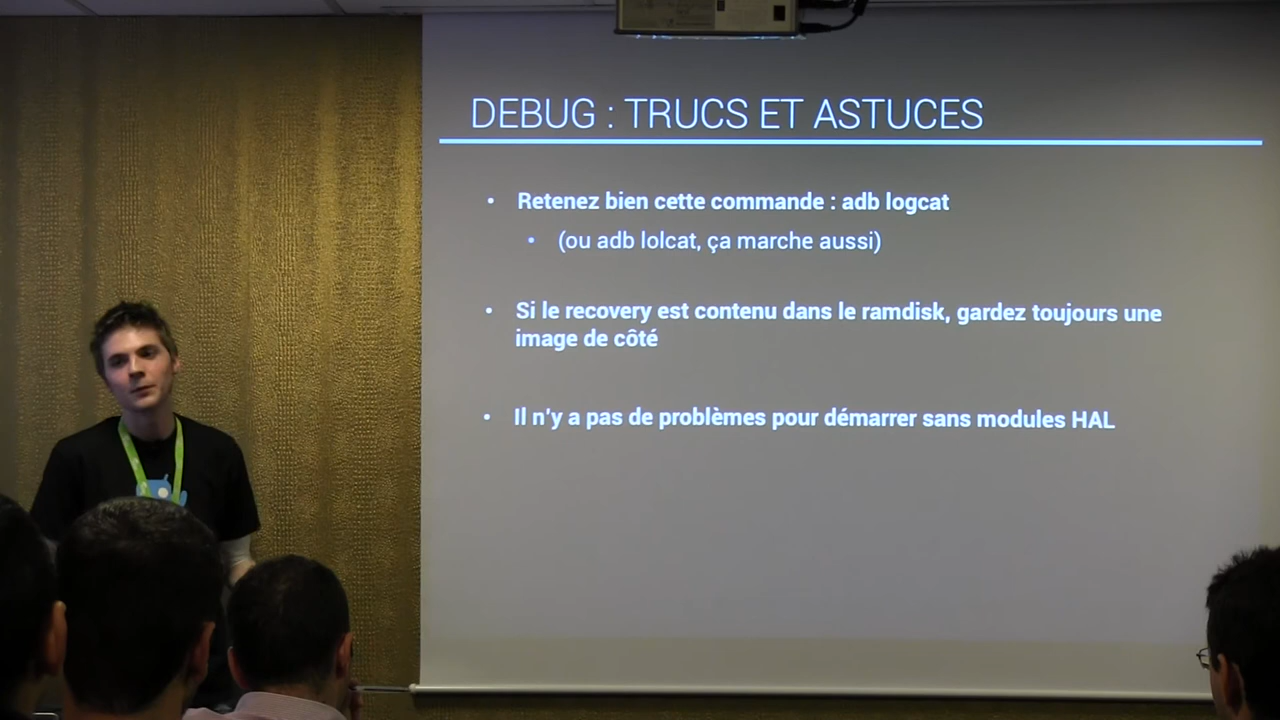 DEBUG : TRUCS ET ASTUCES
• Retenez bien cette commande : adb logcat
• (ou adb lolcat, ça marche aussi)
• Si le recovery est contenu dans le ramdisk, gardez toujours une
image de côté
• Il n'y a pas de problèmes pour démarrer sans modules HAL